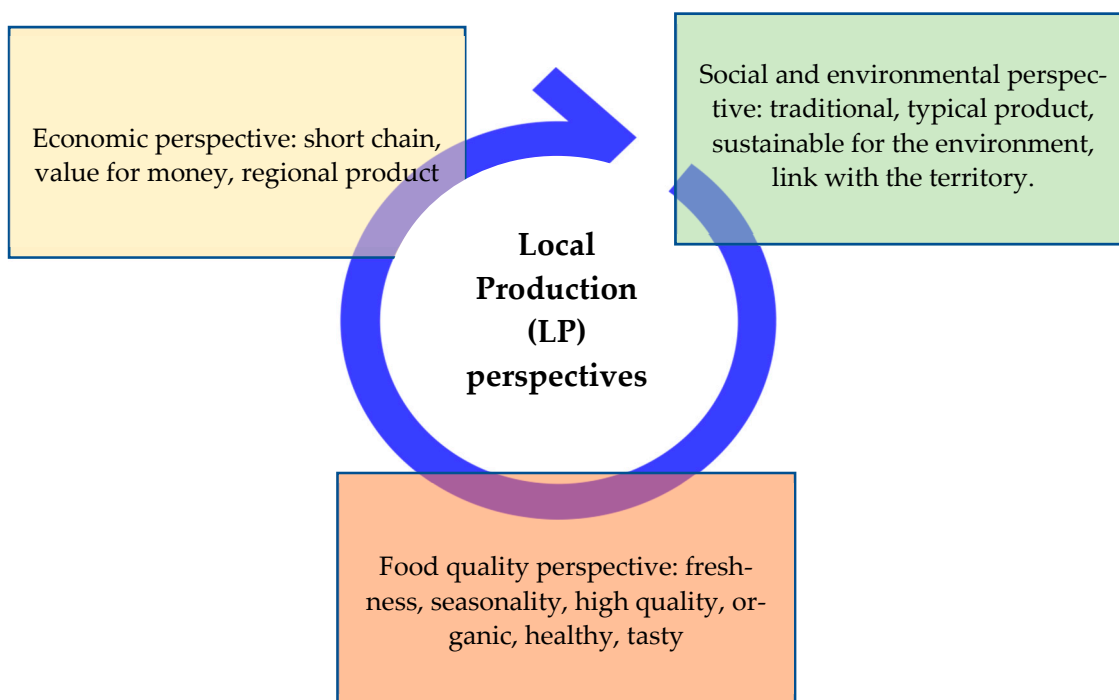 Economic perspective: short chain,
value for money, regional product
Social and environmental perspec-
tive: traditional, typical product,
sustainable for the environment,
link with the territory.
Local
Production
(LP)
perspectives
Food quality perspective: fresh-
ness, seasonality, high quality, or-
ganic, healthy, tasty